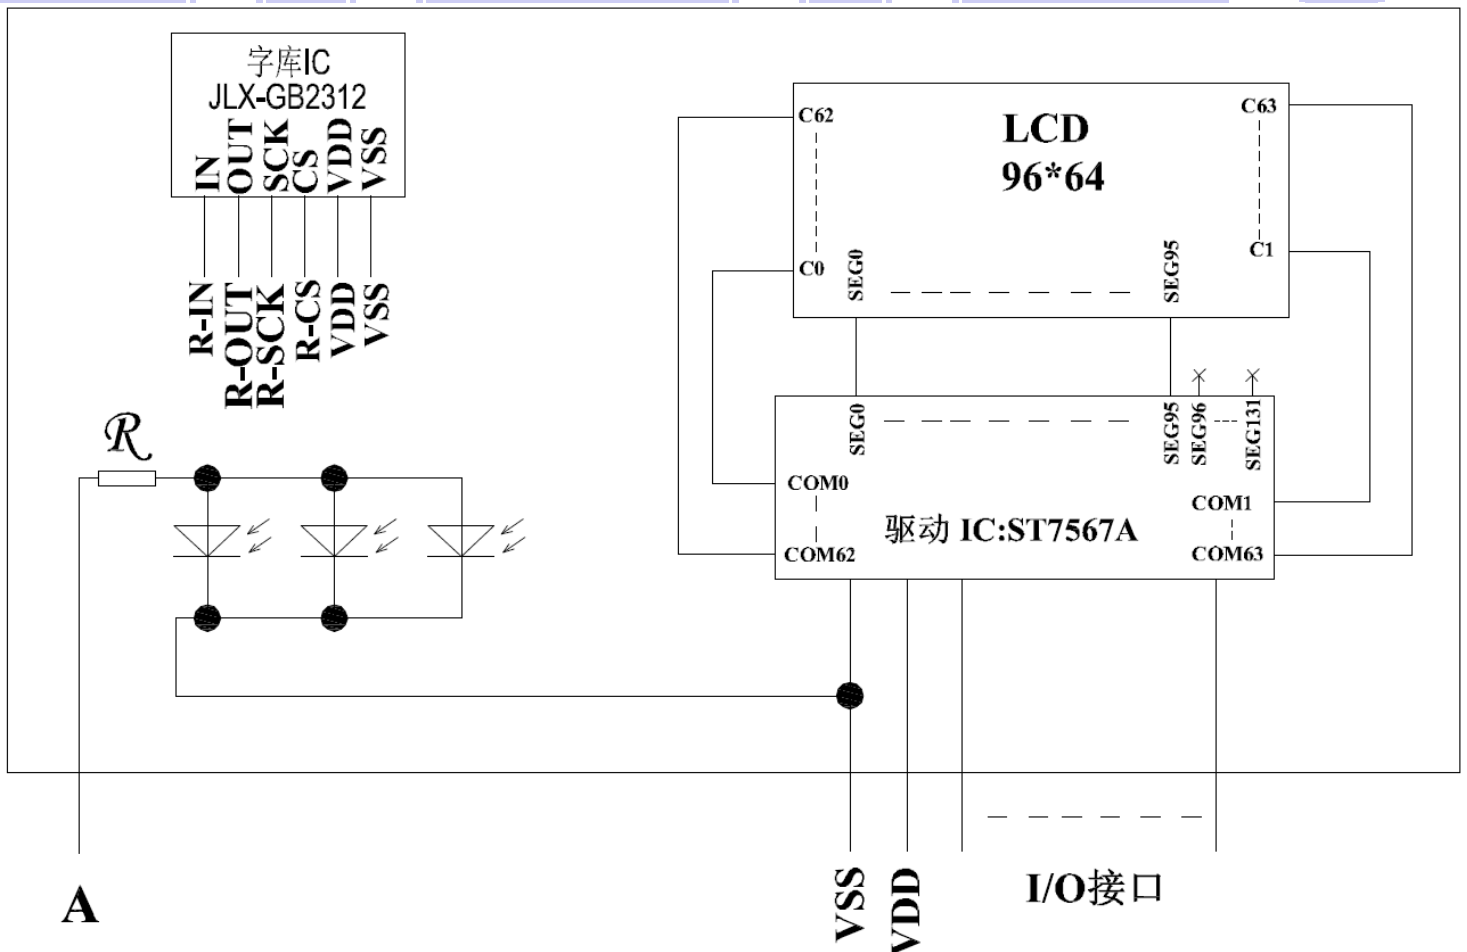 字库IC
JLX-GB2312
IN
OUT
SCK
CS
VDD
VSS
R-IN
R-OUT
R-SCK
R-CS
VDD
VSS
R
LCD
96*64
C62
C0
SEG0
SEG95
C63
C1
SEG0
SEG95
SEG96
SEG131
COM0
COM62
驱动 IC:ST7567A
COM1
COM63
A
VSS
VDD
I/O接口